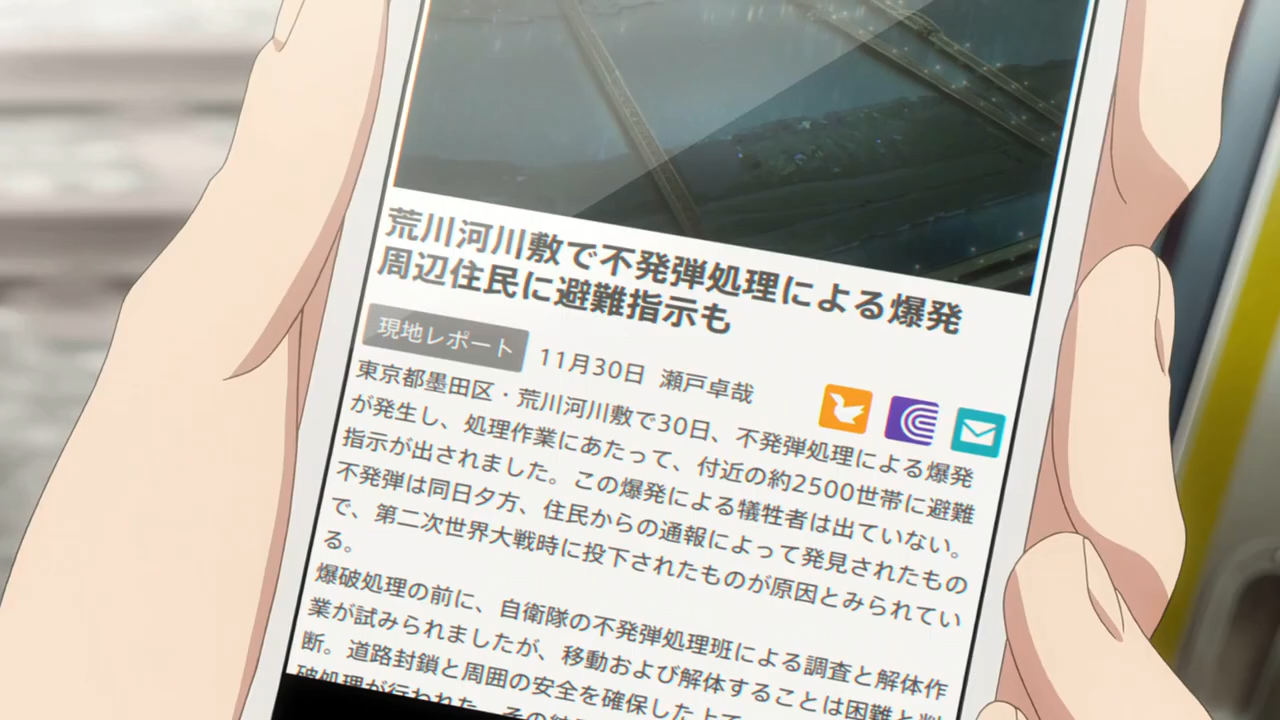 荒川河川敷で不発弾処理による爆発
周辺住民に避難指示も
現地レポート 11月30日 瀬戸卓哉
東京都墨田区・荒川河川敷で30日、不発弾処理による爆発
が発生し、処理作業にあたって、付近の約2500世帯に避難
指示が出されました。この爆発による犠牲者は出ていない。
不発弾は同日夕方、住民からの通報によって発見されたもの
で、第二次世界大戦時に投下されたものが原因とみられてい
る。
爆破処理の前に、自衛隊の不発弾処理班による調査と解体作
業が試みられましたが、移動および解体することは困難と判
断。道路封鎖と周囲の安全を確保した上で
破処理が行われた。その